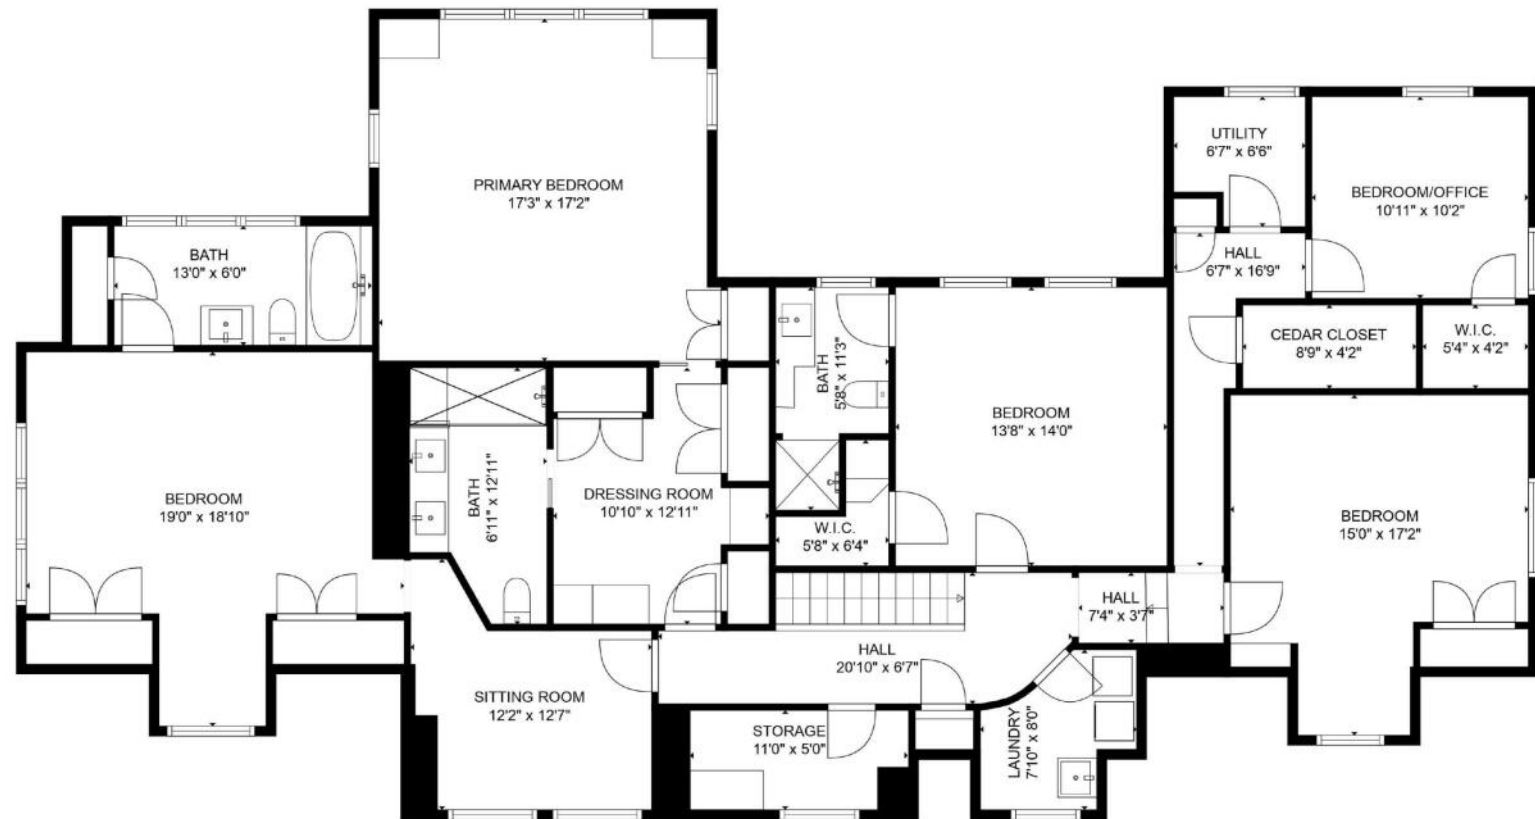 PRIMARY BEDROOM
17'3" x 17'2"
UTILITY
6'7" x 6'6"
BEDROOM/OFFICE
10'11" x 10'2"
BATH
13'0" x 6'0"
HALL
6'7" x 16'9"
CEDAR CLOSET
8'9" x 4'2"
W.I.C.
5'4" x 4'2"
BATH
5'8" x 11'3"
BEDROOM
13'8" x 14'0"
BEDROOM
19'0" x 18'10"
BATH
6'11" x 12'11"
DRESSING ROOM
10'10" x 12'11"
W.I.C.
5'8" x 6'4"
BEDROOM
15'0" x 17'2"
HALL
7'4" x 3'7"
HALL
20'10" x 6'7"
SITTING ROOM
12'2" x 12'7"
STORAGE
11'0" x 5'0"
LAUNDRY
7'10" x 8'0"